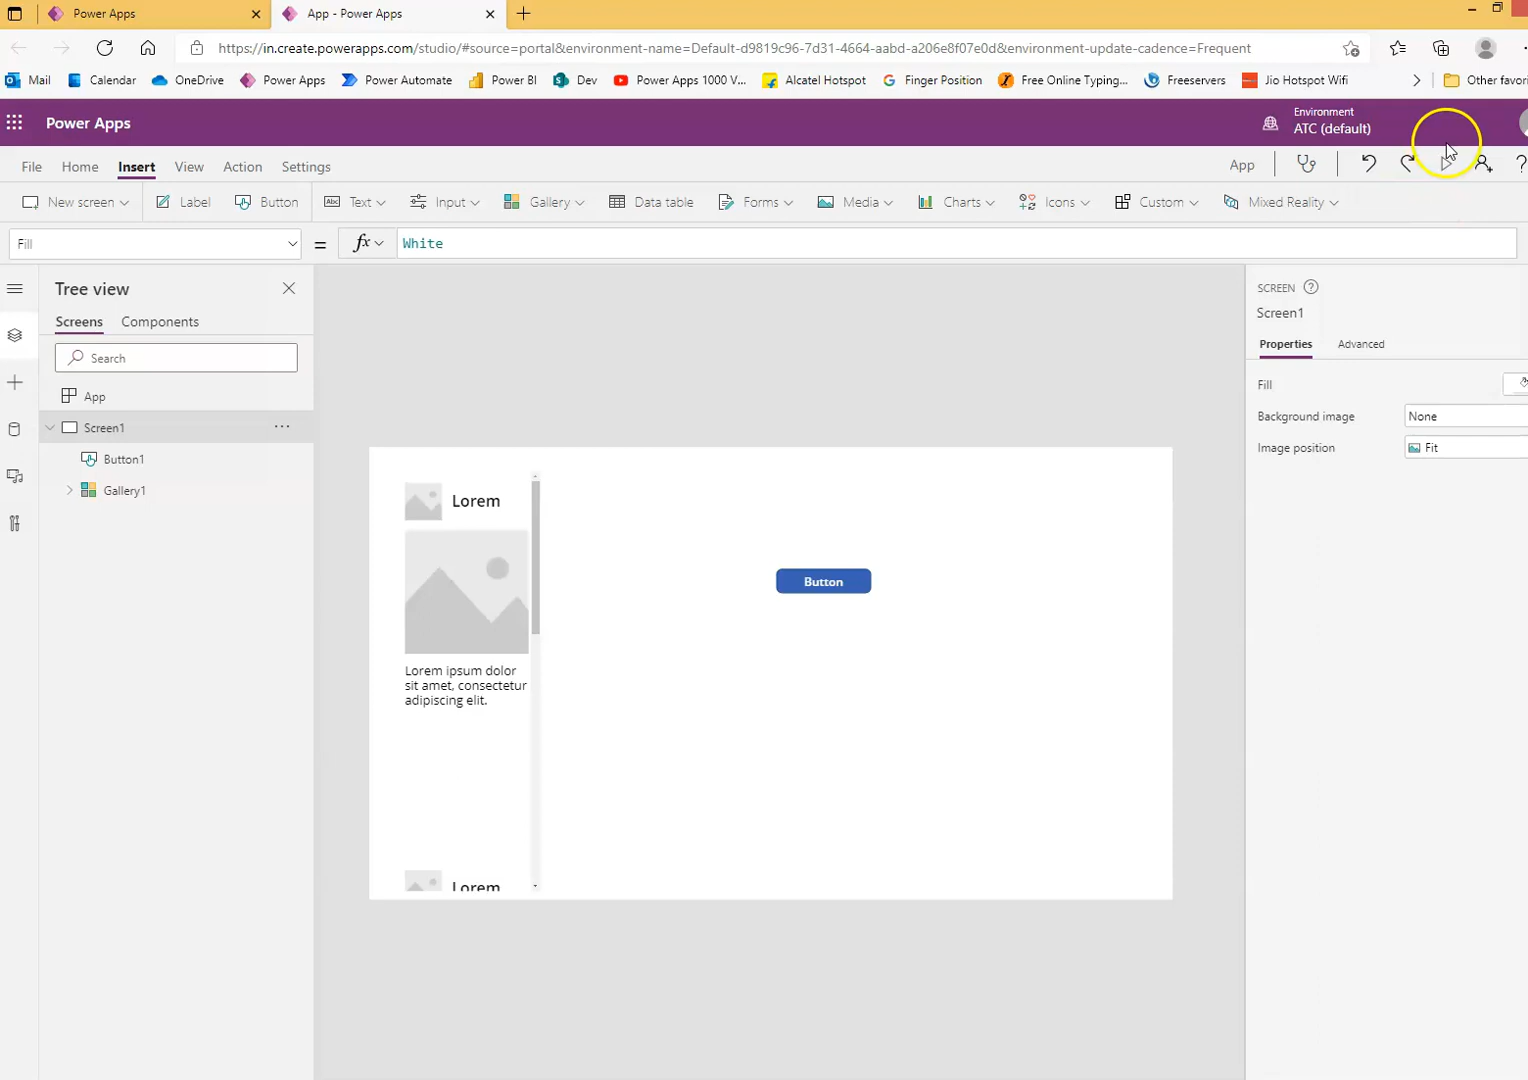 Power Apps
App - Power Apps
https://in.create.powerapps.com/studio/#source=portal&environment-name=Default-d9819c96-7d31-4664-aabd-a206e8f07e0d&environment-update-cadence=Frequent
Mail Calendar OneDrive Power Apps Power Automate Power BI Dev Power Apps 1000 V... Alcatel Hotspot Finger Position Free Online Typing... Freeservers Jio Hotspot Wifi Other favori
Power Apps
Environment
ATC (default)
File Home Insert View Action Settings App
New screen Label Button Text Input Gallery Data table Forms Media Charts Icons Custom Mixed Reality
Fill = fx White
Tree view
Screens Components
Search
App
Screen1
Button1
Gallery1
Lorem
Lorem ipsum dolor
sit amet, consectetur
adipiscing elit.
Lorem
Button
SCREEN
Screen1
Properties Advanced
Fill
Background image None
Image position Fit